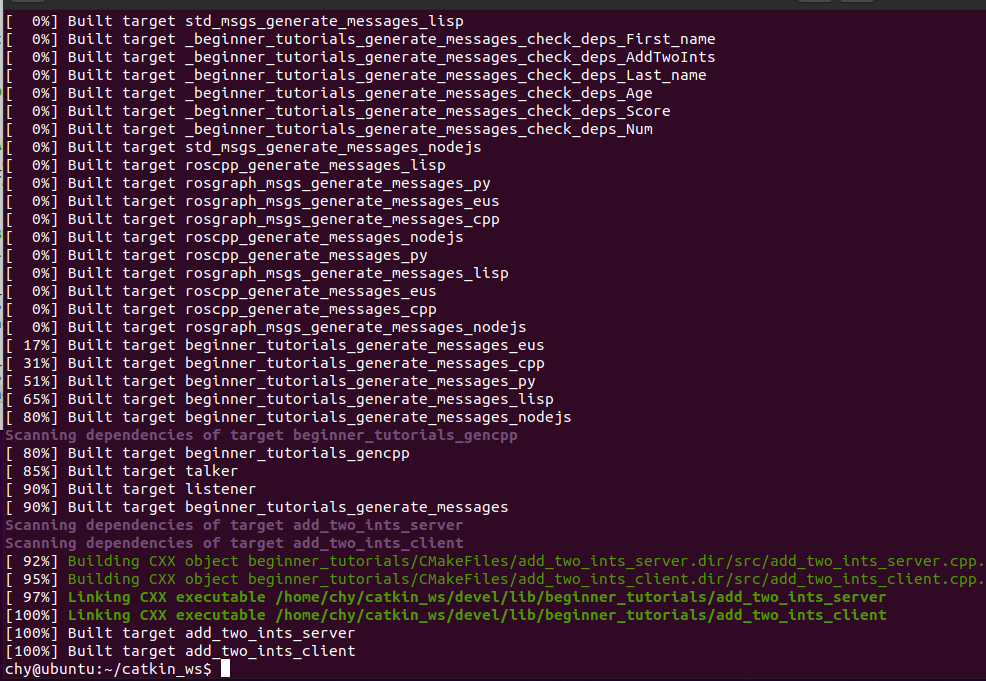 [  0%] Built target std_msgs_generate_messages_lisp
[  0%] Built target _beginner_tutorials_generate_messages_check_deps_First_name
[  0%] Built target _beginner_tutorials_generate_messages_check_deps_AddTwoInts
[  0%] Built target _beginner_tutorials_generate_messages_check_deps_Last_name
[  0%] Built target _beginner_tutorials_generate_messages_check_deps_Age
[  0%] Built target _beginner_tutorials_generate_messages_check_deps_Score
[  0%] Built target _beginner_tutorials_generate_messages_check_deps_Num
[  0%] Built target std_msgs_generate_messages_nodejs
[  0%] Built target roscpp_generate_messages_lisp
[  0%] Built target rosgraph_msgs_generate_messages_py
[  0%] Built target rosgraph_msgs_generate_messages_eus
[  0%] Built target rosgraph_msgs_generate_messages_cpp
[  0%] Built target roscpp_generate_messages_nodejs
[  0%] Built target roscpp_generate_messages_py
[  0%] Built target rosgraph_msgs_generate_messages_lisp
[  0%] Built target roscpp_generate_messages_eus
[  0%] Built target roscpp_generate_messages_cpp
[  0%] Built target rosgraph_msgs_generate_messages_nodejs
[ 17%] Built target beginner_tutorials_generate_messages_eus
[ 31%] Built target beginner_tutorials_generate_messages_cpp
[ 51%] Built target beginner_tutorials_generate_messages_py
[ 65%] Built target beginner_tutorials_generate_messages_lisp
[ 80%] Built target beginner_tutorials_generate_messages_nodejs
Scanning dependencies of target beginner_tutorials_gencpp
[ 80%] Built target beginner_tutorials_gencpp
[ 85%] Built target talker
[ 90%] Built target listener
[ 90%] Built target beginner_tutorials_generate_messages
Scanning dependencies of target add_two_ints_server
Scanning dependencies of target add_two_ints_client
[ 92%] Building CXX object beginner_tutorials/CMakeFiles/add_two_ints_server.dir/src/add_two_ints_server.cpp.
[ 95%] Building CXX object beginner_tutorials/CMakeFiles/add_two_ints_client.dir/src/add_two_ints_client.cpp.
[ 97%] Linking CXX executable /home/chy/catkin_ws/devel/lib/beginner_tutorials/add_two_ints_server
[100%] Linking CXX executable /home/chy/catkin_ws/devel/lib/beginner_tutorials/add_two_ints_client
[100%] Built target add_two_ints_server
[100%] Built target add_two_ints_client
chy@ubuntu:~/catkin_ws$